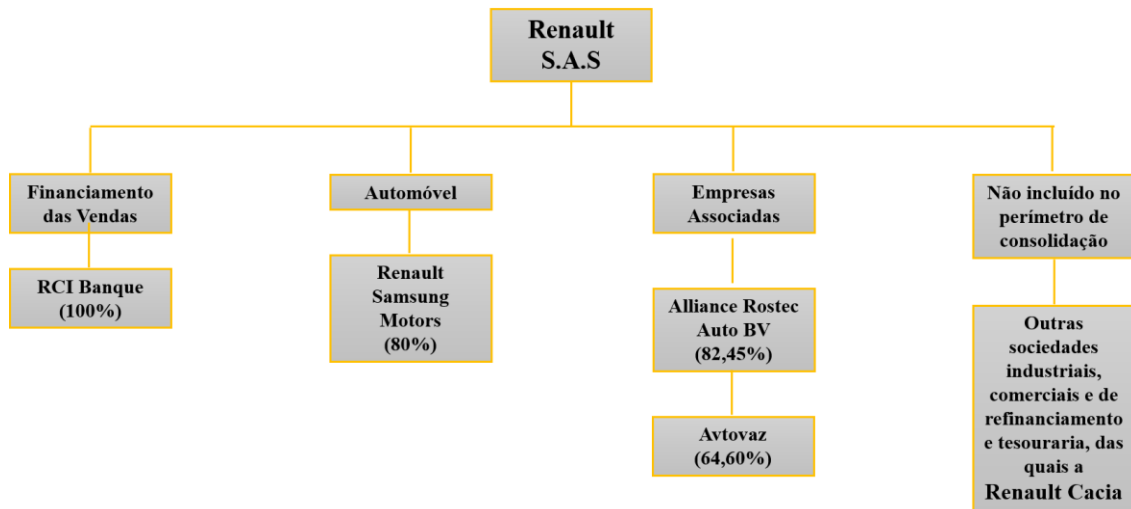 Renault
S.A.S
Financiamento
das Vendas
RCI Banque
(100%)
Automóvel
Renault
Samsung
Motors
(80%)
Empresas
Associadas
Alliance Rostec
Auto BV
(82,45%)
Avtovaz
(64,60%)
Não incluído no
perímetro de
consolidação
Outras
sociedades
industriais,
comerciais e de
refinanciamento
e tesouraria, das
quais a
Renault Cacia